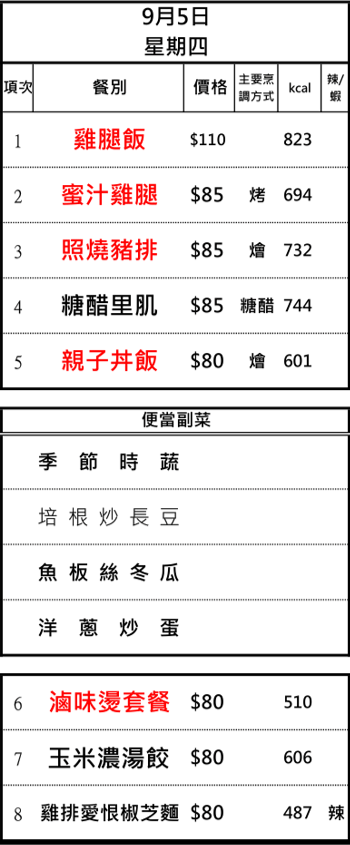 9月5日
星期四
項次 餐別 價格 主要烹調方式 kcal 辣/蝦
1 雞腿飯 $110 823
2 蜜汁雞腿 $85 烤 694
3 照燒豬排 $85 燴 732
4 糖醋里肌 $85 糖醋 744
5 親子丼飯 $80 燴 601
便當副菜
季節時蔬
培根炒長豆
魚板絲冬瓜
洋蔥炒蛋
6 滷味燙套餐 $80 510
7 玉米濃湯餃 $80 606
8 雞排愛恨椒芝麵 $80 487 辣